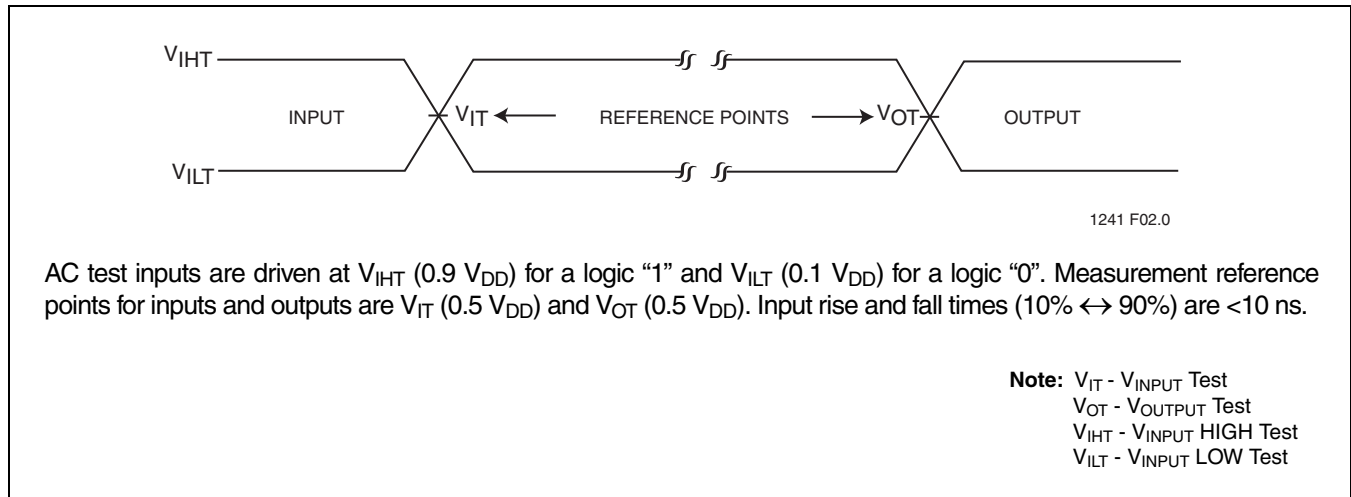 VIHT
INPUT VIT REFERENCE POINTS VOT OUTPUT
VILT
1241 F02.0
AC test inputs are driven at VIHT (0.9 VDD) for a logic “1” and VILT (0.1 VDD) for a logic “0”. Measurement reference
points for inputs and outputs are VIT (0.5 VDD) and VOT (0.5 VDD). Input rise and fall times (10% ↔ 90%) are <10 ns.
Note: VIT - VINPUT Test
VOT - VOUTPUT Test
VIHT - VINPUT HIGH Test
VILT - VINPUT LOW Test